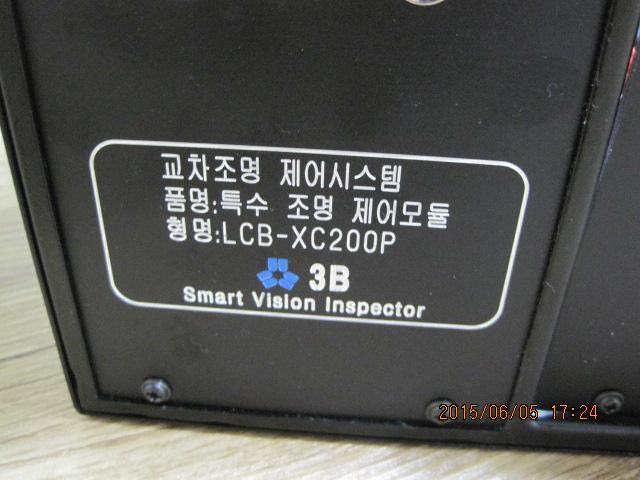 교차조명 제어시스템
품명:특수 조명 제어모듈
형명:LCB-XC200P
3B
Smart Vision Inspector
2015/06/05 17:24